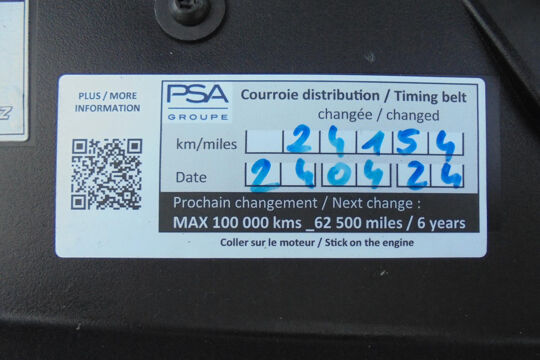 PLUS / MORE
INFORMATION
PSA
GROUPE
Courroie distribution / Timing belt
changée / changed
km/miles 24154
Date 240424
Prochain changement / Next change :
MAX 100 000 kms _62 500 miles / 6 years
Coller sur le moteur / Stick on the engine